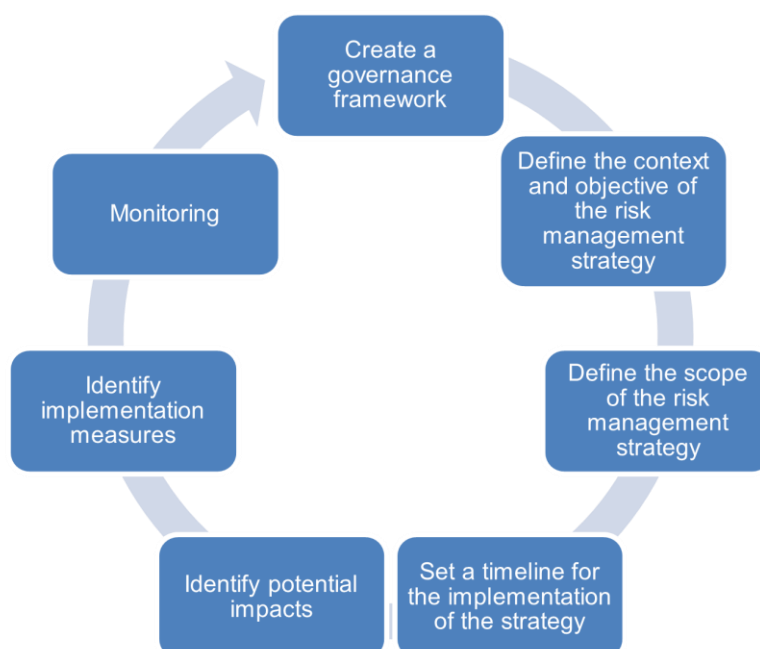 Create a
governance
framework
Define the context
and objective of
the risk
management
strategy
Define the scope
of the risk
management
strategy
Set a timeline for
the implementation
of the strategy
Identify potential
impacts
Identify
implementation
measures
Monitoring